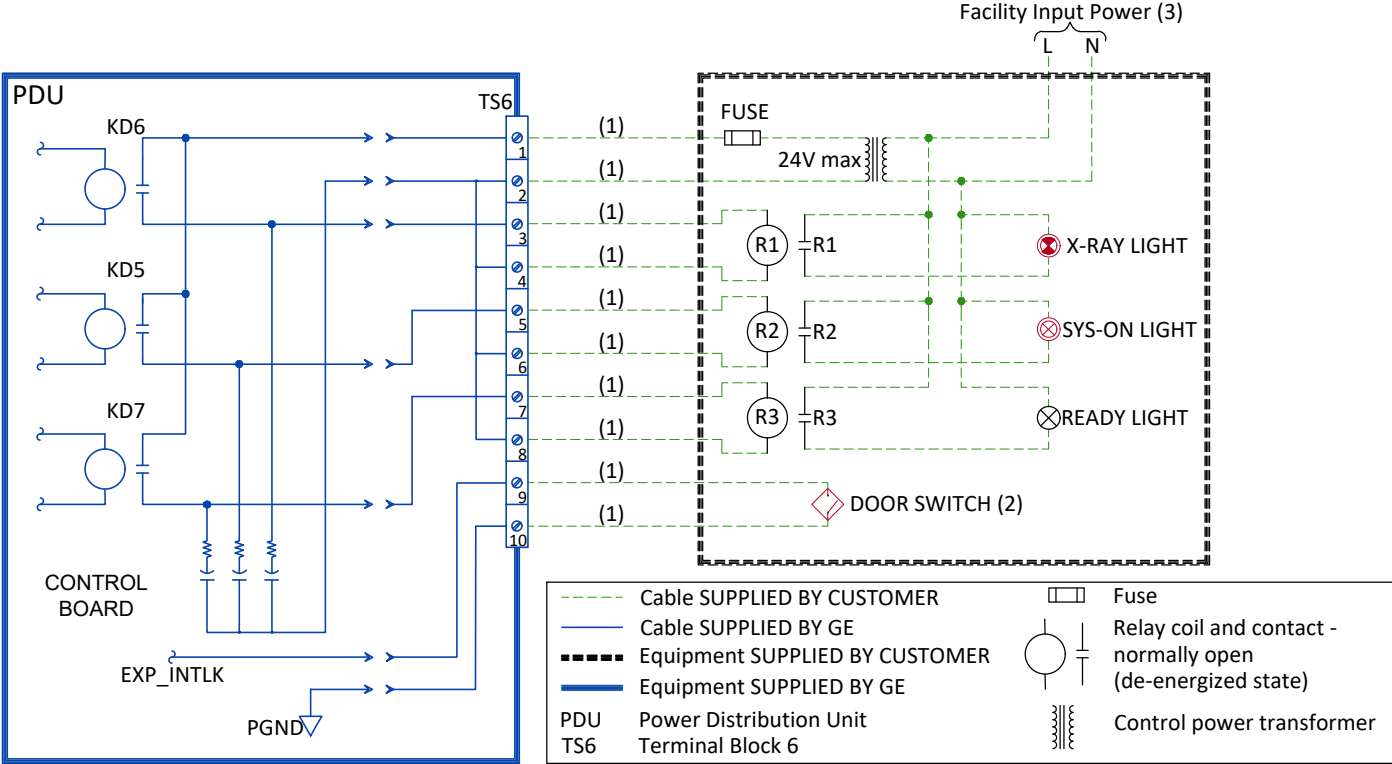 Facility Input Power (3)
L N
PDU
TS6
KD6
KD5
KD7
CONTROL
BOARD
EXP_INTLK
PGND
1
2
3
4
5
6
7
8
9
10
(1)
(1)
(1)
(1)
(1)
(1)
(1)
(1)
(1)
(1)
FUSE
24V max
R1 R1 X-RAY LIGHT
R2 R2 SYS-ON LIGHT
R3 R3 READY LIGHT
DOOR SWITCH (2)
Cable SUPPLIED BY CUSTOMER
Cable SUPPLIED BY GE
Equipment SUPPLIED BY CUSTOMER
Equipment SUPPLIED BY GE
PDU Power Distribution Unit
TS6 Terminal Block 6
Fuse
Relay coil and contact -
normally open
(de-energized state)
Control power transformer